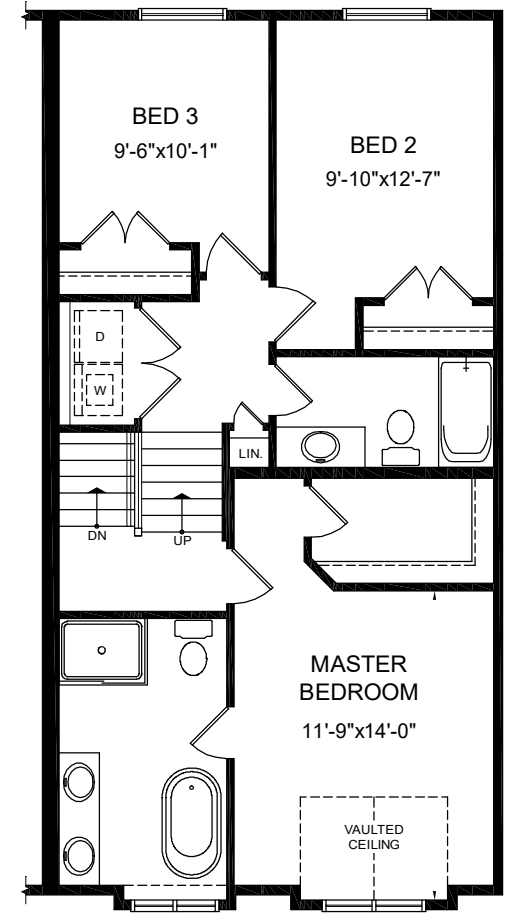 BED 3
9'-6"x10'-1"
BED 2
9'-10"x12'-7"
D
W
LIN.
DN
UP
MASTER
BEDROOM
11'-9"x14'-0"
VAULTED
CEILING